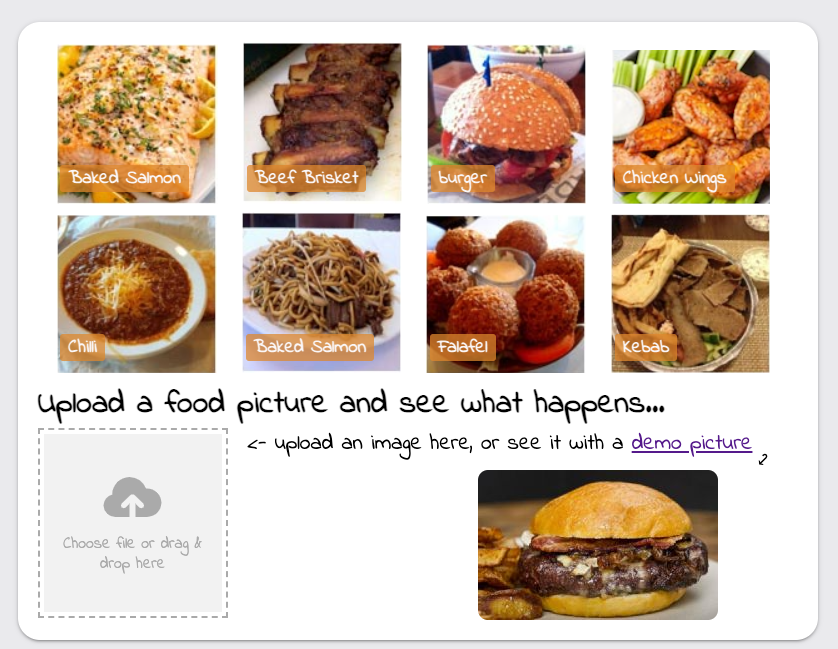 Baked Salmon
Beef Brisket
burger
Chicken Wings
Chilli
Baked Salmon
Falafel
Kebab
Upload a food picture and see what happens...
<- upload an image here, or see it with a demo picture
Choose file or drag &
drop here